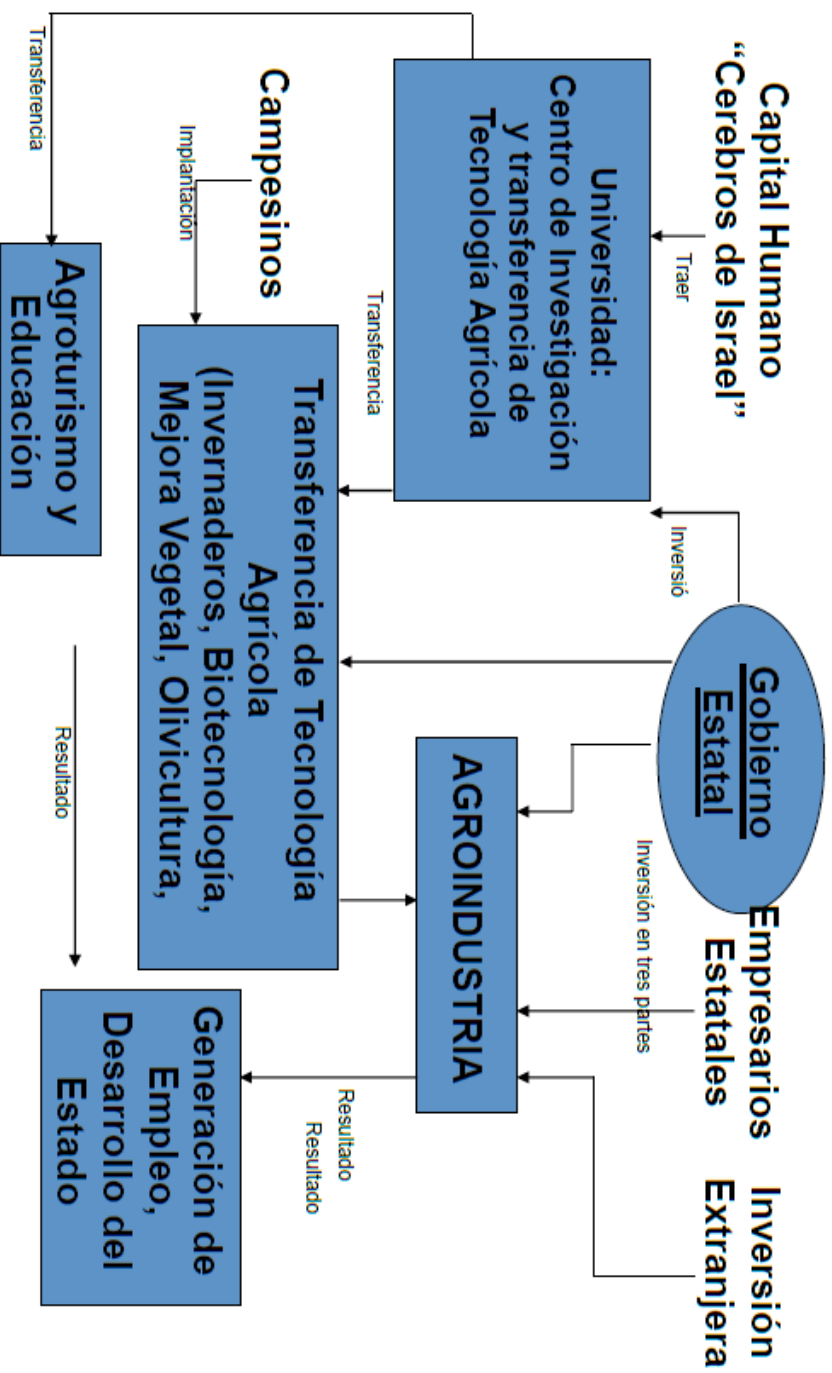 Capital Humano
“Cerebros de Israel”
Traer
Inversió
Gobierno
Estatal
Empresarios
Estatales
Inversión
Extranjera
Universidad:
Centro de Investigación
y transferencia de
Tecnología Agrícola
Inversión en tres partes
AGROINDUSTRIA
Transferencia
Campesinos
Implantación
Transferencia de Tecnología
Agrícola
(Invernaderos, Biotecnología,
Mejora Vegetal, Olivicultura,
Resultado
Resultado
Transferencia
Agroturismo y
Educación
Resultado
Generación de
Empleo,
Desarrollo del
Estado